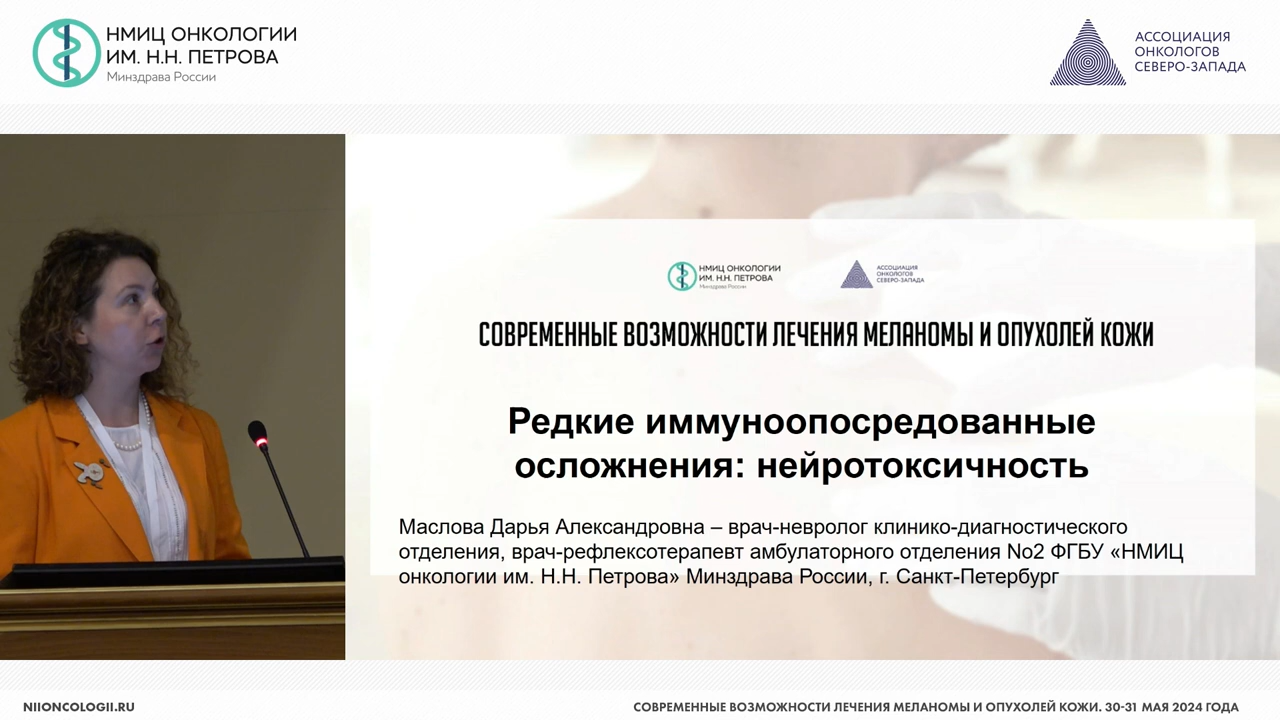 НМИЦ ОНКОЛОГИИ
ИМ. Н.Н. ПЕТРОВА
Минздрава России
АССОЦИАЦИЯ
ОНКОЛОГОВ
СЕВЕРО-ЗАПАДА
НМИЦ ОНКОЛОГИИ
ИМ. Н.Н. ПЕТРОВА
Минздрава России
АССОЦИАЦИЯ
ОНКОЛОГОВ
СЕВЕРО-ЗАПАДА
СОВРЕМЕННЫЕ ВОЗМОЖНОСТИ ЛЕЧЕНИЯ МЕЛАНОМЫ И ОПУХОЛЕЙ КОЖИ
Редкие иммуноопосредованные
осложнения: нейротоксичность
Маслова Дарья Александровна – врач-невролог клинико-диагностического
отделения, врач-рефлексотерапевт амбулаторного отделения No2 ФГБУ «НМИЦ
онкологии им. Н.Н. Петрова» Минздрава России, г. Санкт-Петербург
NIIONCOLOGII.RU
СОВРЕМЕННЫЕ ВОЗМОЖНОСТИ ЛЕЧЕНИЯ МЕЛАНОМЫ И ОПУХОЛЕЙ КОЖИ. 30-31 МАЯ 2024 ГОДА